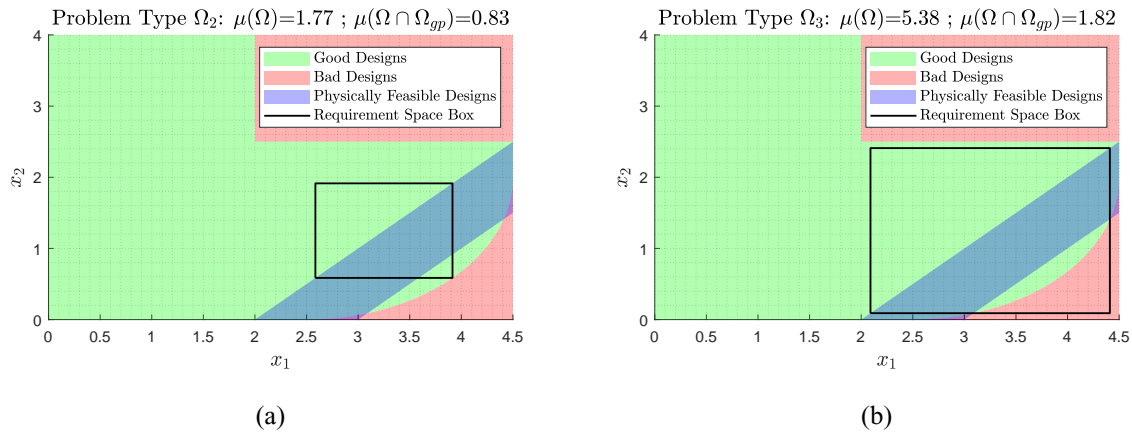 Problem Type Ω₂: μ(Ω)=1.77 ; μ(Ω ∩ Ω_gp)=0.83
4
3
2
1
0
x₂
Good Designs
Bad Designs
Physically Feasible Designs
Requirement Space Box
0 0.5 1 1.5 2 2.5 3 3.5 4 4.5
x₁
(a)
Problem Type Ω₃: μ(Ω)=5.38 ; μ(Ω ∩ Ω_gp)=1.82
4
3
2
1
0
x₂
Good Designs
Bad Designs
Physically Feasible Designs
Requirement Space Box
0 0.5 1 1.5 2 2.5 3 3.5 4 4.5
x₁
(b)